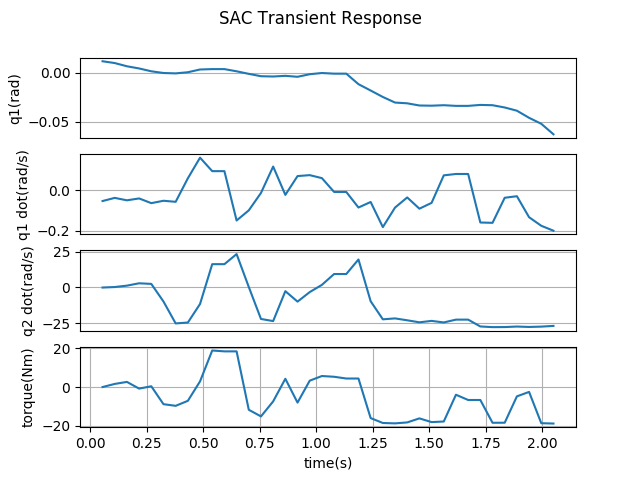 SAC Transient Response
q1(rad)
0.00
−0.05
q1 dot(rad/s)
0.0
−0.2
q2 dot(rad/s)
25
0
−25
torque(Nm)
20
0
−20
0.00 0.25 0.50 0.75 1.00 1.25 1.50 1.75 2.00
time(s)